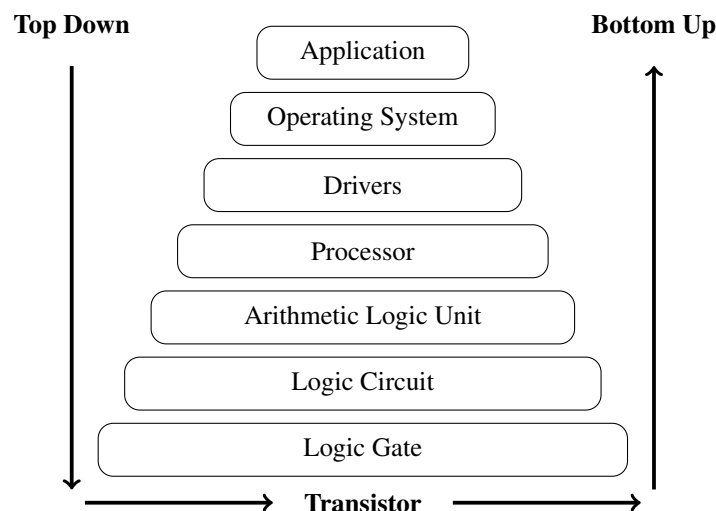 Top Down
Bottom Up
Application
Operating System
Drivers
Processor
Arithmetic Logic Unit
Logic Circuit
Logic Gate
Transistor